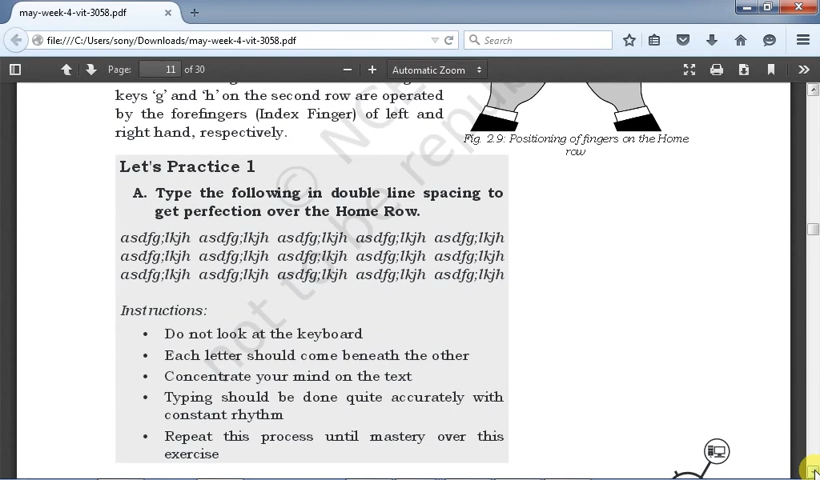 may-week-4-vit-3058.pdf
file:///C:/Users/sony/Downloads/may-week-4-vit-3058.pdf
Search
Page: 11 of 30
Automatic Zoom
keys ‘g’ and ‘h’ on the second row are operated
by the forefingers (Index Finger) of left and
right hand, respectively.
Fig. 2.9: Positioning of fingers on the Home
row
Let's Practice 1
A. Type the following in double line spacing to
get perfection over the Home Row.
asdfg;lkjh asdfg;lkjh asdfg;lkjh asdfg;lkjh asdfg;lkjh
asdfg;lkjh asdfg;lkjh asdfg;lkjh asdfg;lkjh asdfg;lkjh
asdfg;lkjh asdfg;lkjh asdfg;lkjh asdfg;lkjh asdfg;lkjh
Instructions:
• Do not look at the keyboard
• Each letter should come beneath the other
• Concentrate your mind on the text
• Typing should be done quite accurately with
constant rhythm
• Repeat this process until mastery over this
exercise
not to be